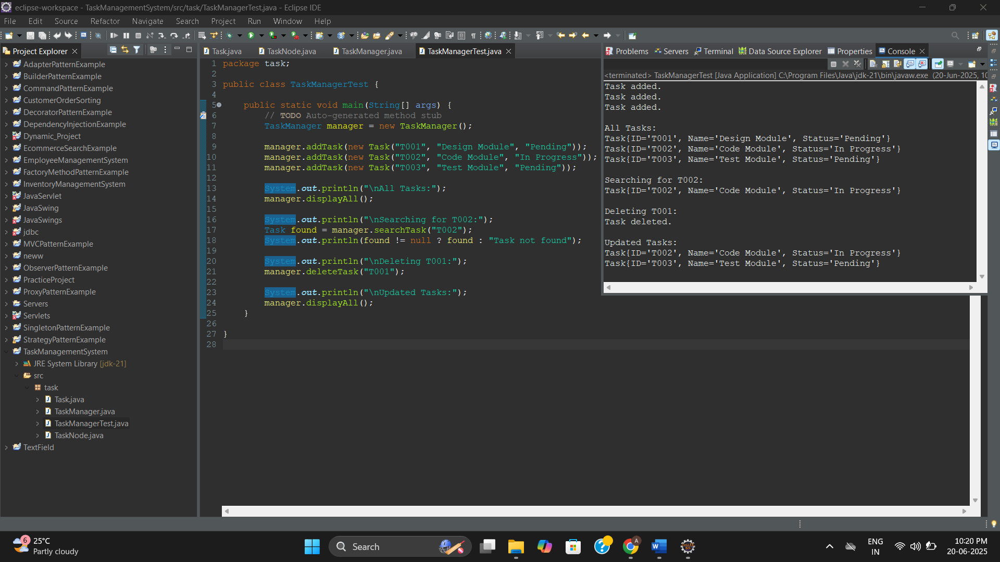 eclipse-workspace - TaskManagementSystem/src/task/TaskManagerTest.java - Eclipse IDE
File Edit Source Refactor Navigate Search Project Run Window Help
Project Explorer
AdapterPatternExample
BuilderPatternExample
CommandPatternExample
CustomerOrderSorting
DecoratorPatternExample
DependencyInjectionExample
Dynamic_Project
EcommerceSearchExample
EmployeeManagementSystem
FactoryMethodPatternExample
InventoryManagementSystem
JavaServlet
JavaSwing
JavaSwings
jdbc
MVCPatternExample
neww
ObserverPatternExample
PracticeProject
ProxyPatternExample
Servers
Servlets
SingletonPatternExample
StrategyPatternExample
TaskManagementSystem
JRE System Library [jdk-21]
src
task
Task.java
TaskManager.java
TaskManagerTest.java
TaskNode.java
TextField
Task.java TaskNode.java TaskManager.java TaskManagerTest.java
1 package task;
2
3 public class TaskManagerTest {
4
5 public static void main(String[] args) {
6 // TODO Auto-generated method stub
7 TaskManager manager = new TaskManager();
8
9 manager.addTask(new Task("T001", "Design Module", "Pending"));
10 manager.addTask(new Task("T002", "Code Module", "In Progress"));
11 manager.addTask(new Task("T003", "Test Module", "Pending"));
12
13 System.out.println("\nAll Tasks:");
14 manager.displayAll();
15
16 System.out.println("\nSearching for T002:");
17 Task found = manager.searchTask("T002");
18 System.out.println(found != null ? found : "Task not found");
19
20 System.out.println("\nDeleting T001:");
21 manager.deleteTask("T001");
22
23 System.out.println("\nUpdated Tasks:");
24 manager.displayAll();
25 }
26
27 }
28
Problems Servers Terminal Data Source Explorer Properties Console
<terminated> TaskManagerTest [Java Application] C:\Program Files\Java\jdk-21\bin\javaw.exe (20-Jun-2025, 10
Task added.
Task added.
Task added.
All Tasks:
Task{ID='T001', Name='Design Module', Status='Pending'}
Task{ID='T002', Name='Code Module', Status='In Progress'}
Task{ID='T003', Name='Test Module', Status='Pending'}
Searching for T002:
Task{ID='T002', Name='Code Module', Status='In Progress'}
Deleting T001:
Task deleted.
Updated Tasks:
Task{ID='T002', Name='Code Module', Status='In Progress'}
Task{ID='T003', Name='Test Module', Status='Pending'}
6
25°C
Partly cloudy
Search
ENG
IN
10:20 PM
20-06-2025